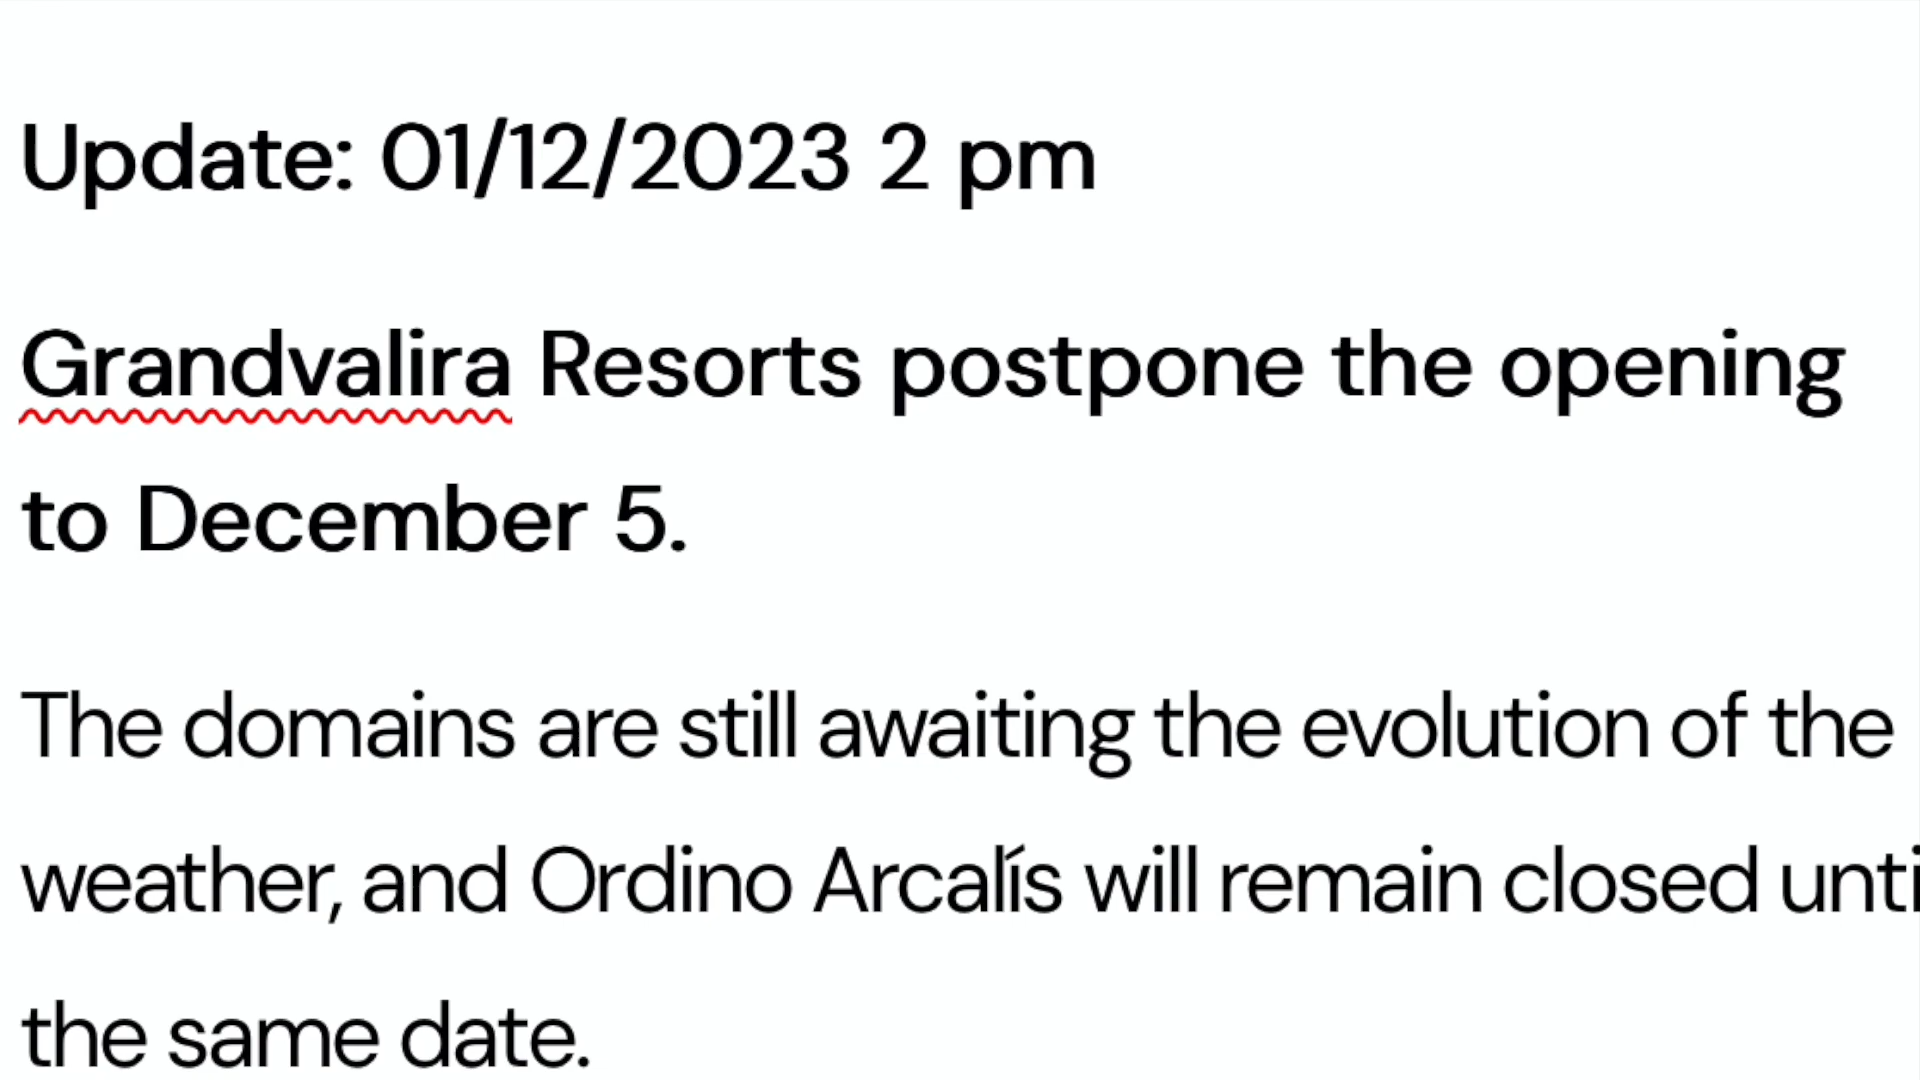 Update: 01/12/2023 2 pm
Grandvalira Resorts postpone the opening
to December 5.
The domains are still awaiting the evolution of the
weather, and Ordino Arcalís will remain closed unti
the same date.